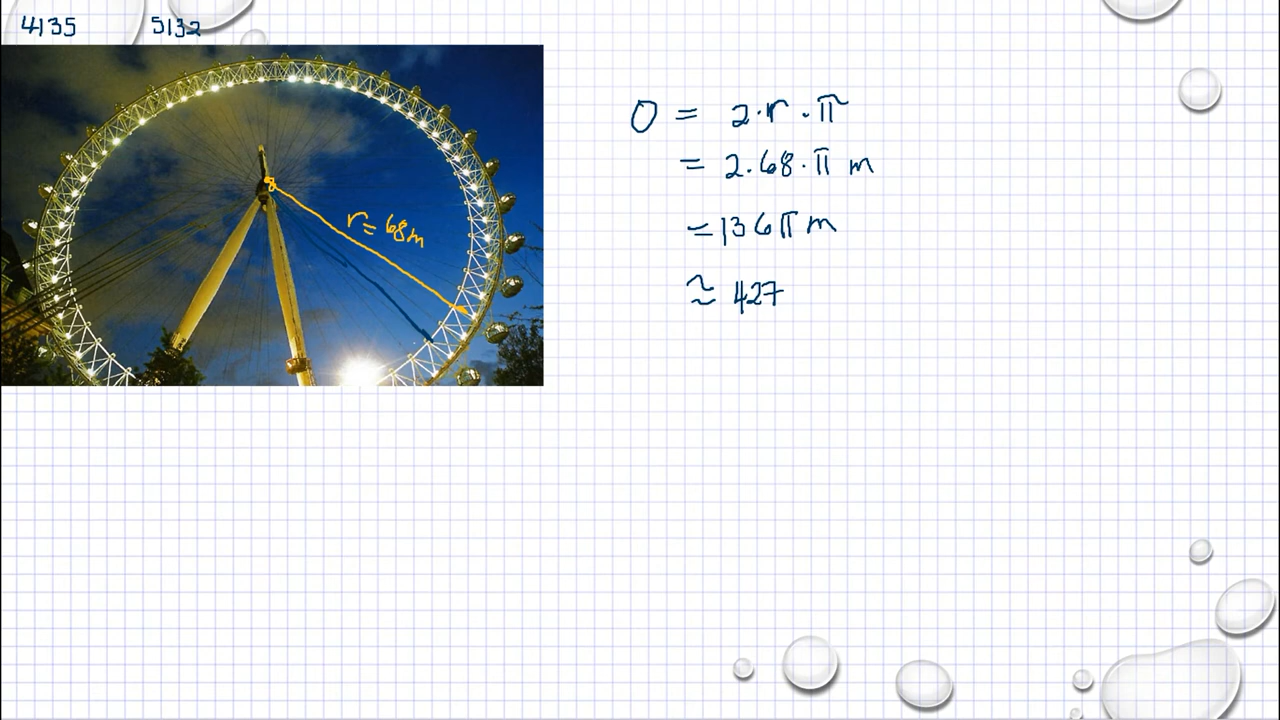 4135 5132
r = 68m
O = 2·r·π
= 2·68·π m
= 136π m
≈ 427